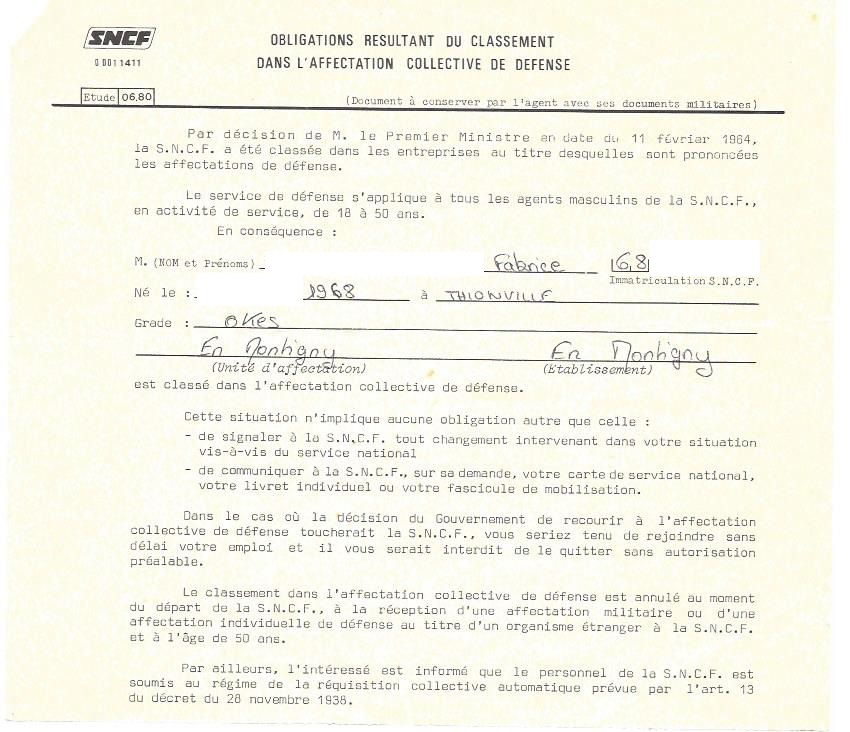 SNCF
0 001 1411
OBLIGATIONS RESULTANT DU CLASSEMENT
DANS L'AFFECTATION COLLECTIVE DE DEFENSE
Etude 06.80
(Document à conserver par l'agent avec ses documents militaires)
Par décision de M. le Premier Ministre en date du 11 février 1964,
la S.N.C.F. a été classée dans les entreprises au titre desquelles sont prononcées
les affectations de défense.
Le service de défense s'applique à tous les agents masculins de la S.N.C.F.,
en activité de service, de 18 à 50 ans.
En conséquence :
M. (NOM et Prénoms) Fabrice 68
Immatriculation S.N.C.F.
Né le : 1968 à THIONVILLE
Grade : OKes
En Montigny En Montigny
(Unité d'affectation) (Etablissement)
est classé dans l'affectation collective de défense.
Cette situation n'implique aucune obligation autre que celle :
- de signaler à la S.N.C.F. tout changement intervenant dans votre situation
vis-à-vis du service national
- de communiquer à la S.N.C.F., sur sa demande, votre carte de service national,
votre livret individuel ou votre fascicule de mobilisation.
Dans le cas où la décision du Gouvernement de recourir à l'affectation
collective de défense toucherait la S.N.C.F., vous seriez tenu de rejoindre sans
délai votre emploi et il vous serait interdit de le quitter sans autorisation
préalable.
Le classement dans l'affectation collective de défense est annulé au moment
du départ de la S.N.C.F., à la réception d'une affectation militaire ou d'une
affectation individuelle de défense au titre d'un organisme étranger à la S.N.C.F.
et à l'âge de 50 ans.
Par ailleurs, l'intéressé est informé que le personnel de la S.N.C.F. est
soumis au régime de la réquisition collective automatique prévue par l'art. 13
du décret du 28 novembre 1938.